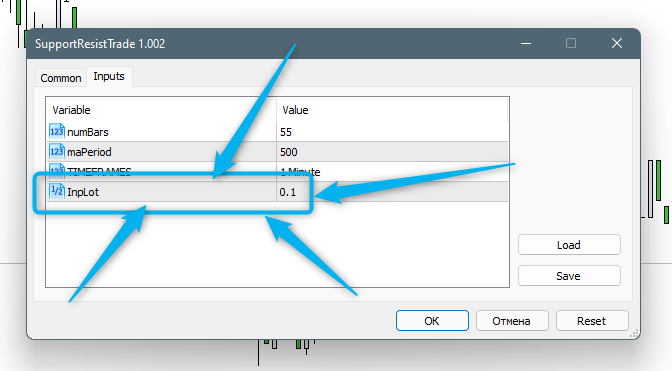 SupportResistTrade 1.002
Common Inputs
Variable Value
123 numBars 55
123 maPeriod 500
123 TIMEFRAMES 1 Minute
1/2 InpLot 0.1
Load
Save
OK Отмена Reset